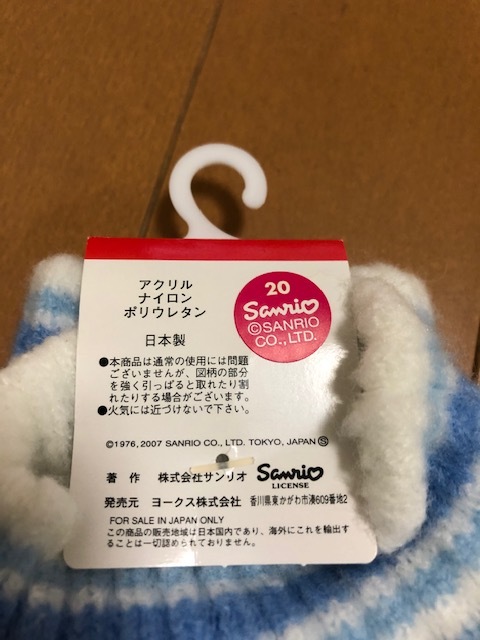 アクリル
ナイロン
ポリウレタン
日本製
20
Sanrio
©SANRIO
CO.,LTD.
●本商品は通常の使用には問題
ございませんが、図柄の部分
を強く引っぱると取れたり割
れたりする場合がございます。
●火気には近づけないで下さい。
©1976, 2007 SANRIO CO., LTD. TOKYO, JAPAN Ⓢ
著 作 株式会社サンリオ
Sanrio
LICENSE
発売元 ヨークス株式会社 香川県東かがわ市湊609番地2
FOR SALE IN JAPAN ONLY
この商品の販売地域は日本国内であり、海外にこれを輸出す
ることは一切認められておりません。